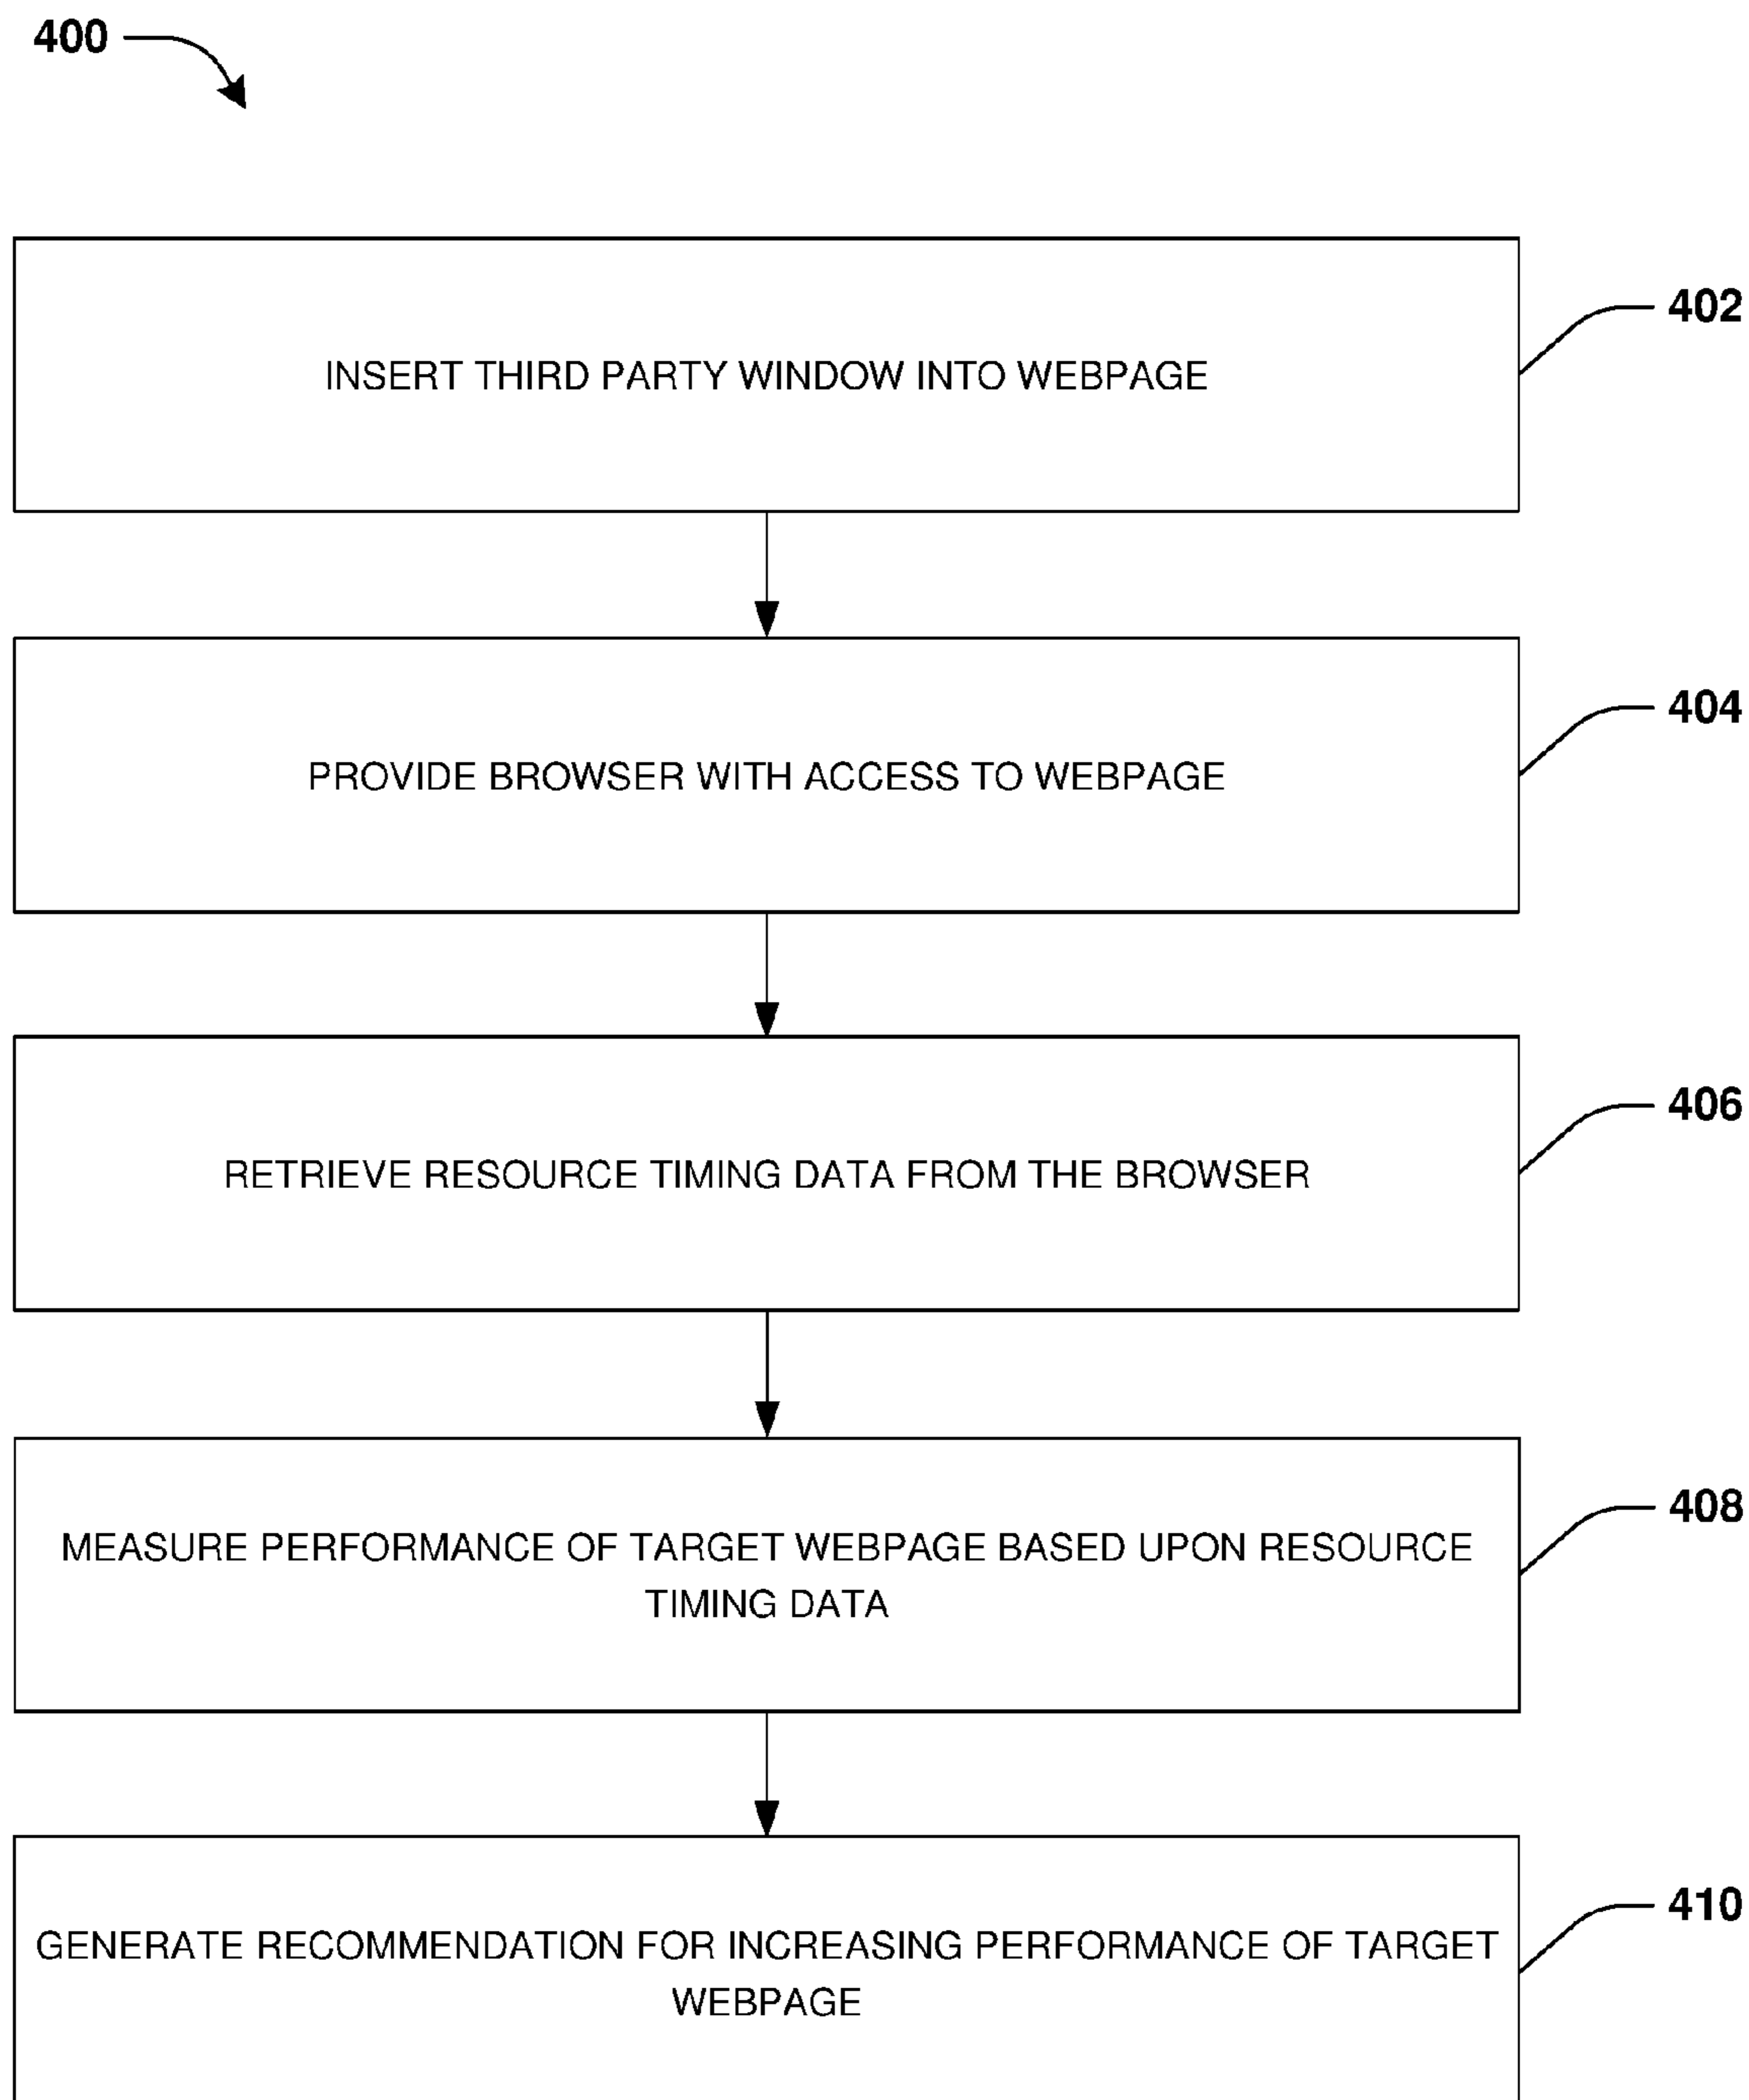 400
INSERT THIRD PARTY WINDOW INTO WEBPAGE
402
PROVIDE BROWSER WITH ACCESS TO WEBPAGE
404
RETRIEVE RESOURCE TIMING DATA FROM THE BROWSER
406
MEASURE PERFORMANCE OF TARGET WEBPAGE BASED UPON RESOURCE
TIMING DATA
408
GENERATE RECOMMENDATION FOR INCREASING PERFORMANCE OF TARGET
WEBPAGE
410